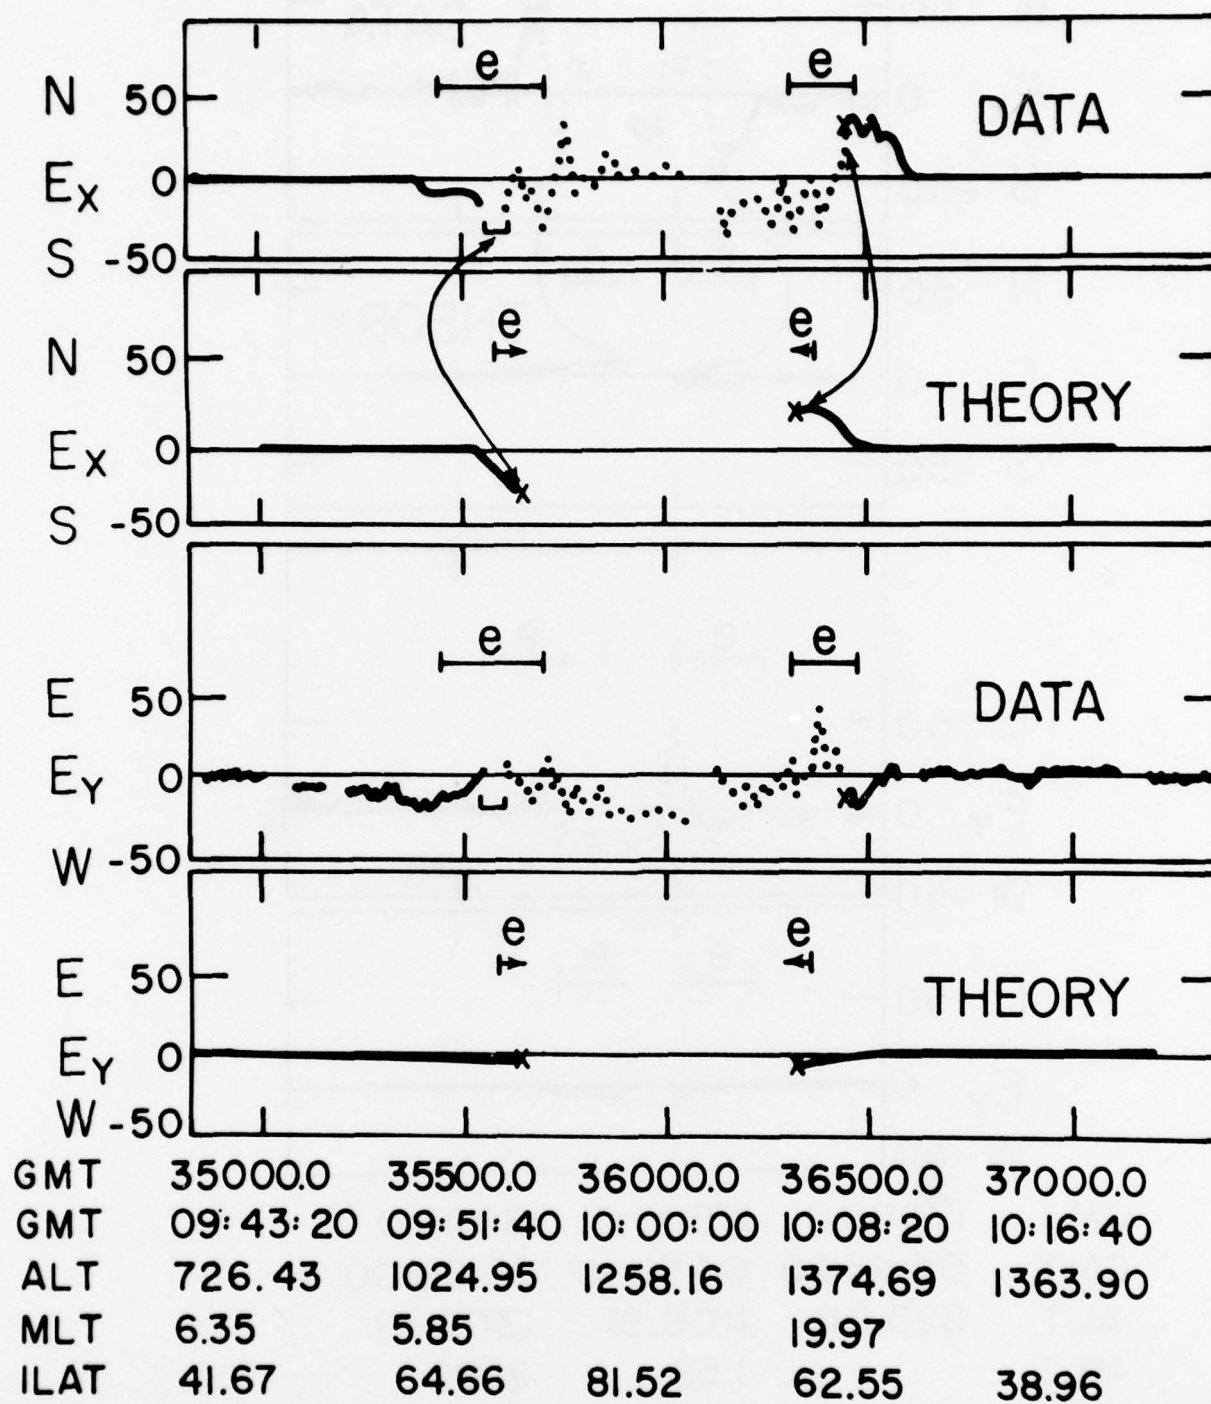 e e
N 50 DATA
Ex 0
S -50
e e
N 50
THEORY
Ex 0
S -50
e e
E 50 DATA
Ey 0
W -50
e e
E 50 THEORY
Ey 0
W -50
GMT 35000.0 35500.0 36000.0 36500.0 37000.0
GMT 09:43:20 09:51:40 10:00:00 10:08:20 10:16:40
ALT 726.43 1024.95 1258.16 1374.69 1363.90
MLT 6.35 5.85 19.97
ILAT 41.67 64.66 81.52 62.55 38.96